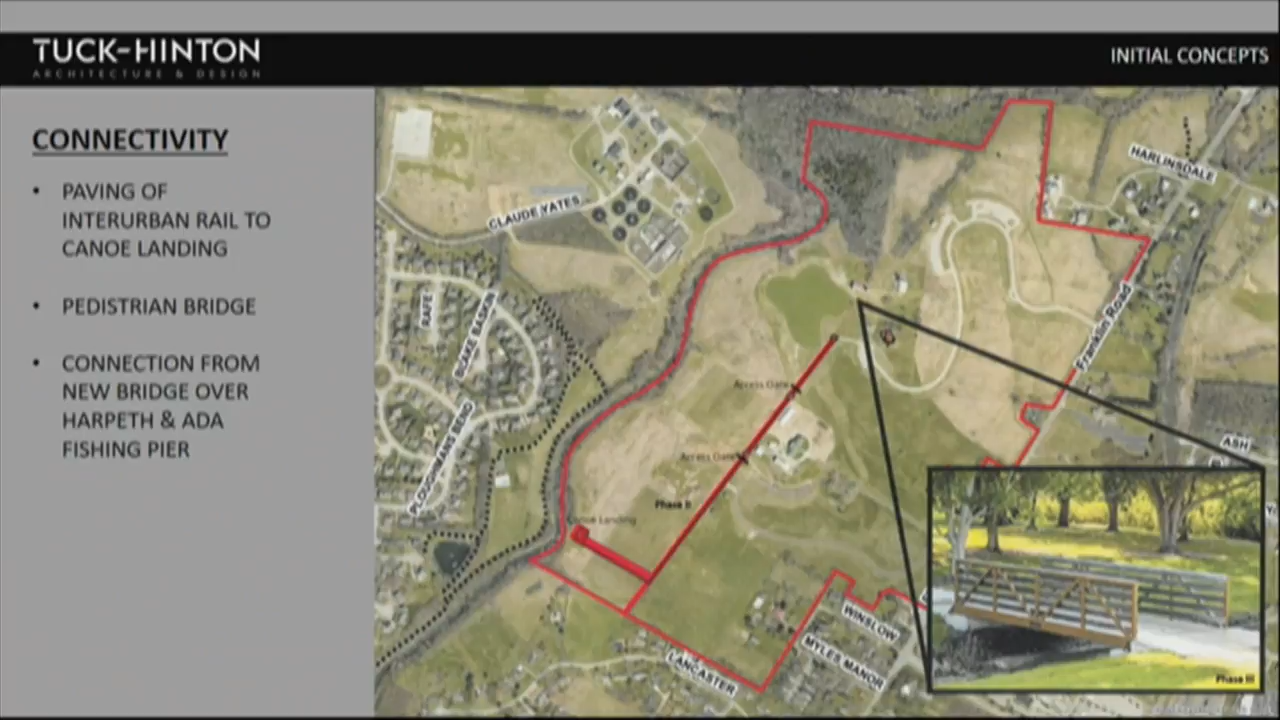 TUCK-HINTON
ARCHITECTURE & DESIGN
INITIAL CONCEPTS
CONNECTIVITY
• PAVING OF
INTERURBAN RAIL TO
CANOE LANDING
• PEDISTRIAN BRIDGE
• CONNECTION FROM
NEW BRIDGE OVER
HARPETH & ADA
FISHING PIER
HARLINSDALE
CLAUDE YATES
RAFE
BLAKE BASKIN
Franklin Road
Access Gate
PLOUGHMANS BEND
ASH
Access Gate
Phase II
Canoe Landing
WINSLOW
MYLES MANOR
LANCASTER
Phase III